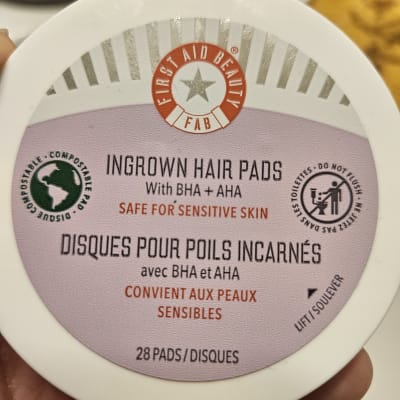 FIRST AID BEAUTY®
FAB
INGROWN HAIR PADS
With BHA + AHA
SAFE FOR SENSITIVE SKIN
COMPOSTABLE PAD • DISQUE COMPOSTABLE •
DO NOT FLUSH • NE JETEZ PAS DANS LES TOILETTES •
DISQUES POUR POILS INCARNÉS
avec BHA et AHA
CONVIENT AUX PEAUX
SENSIBLES
LIFT / SOULEVER
28 PADS / DISQUES